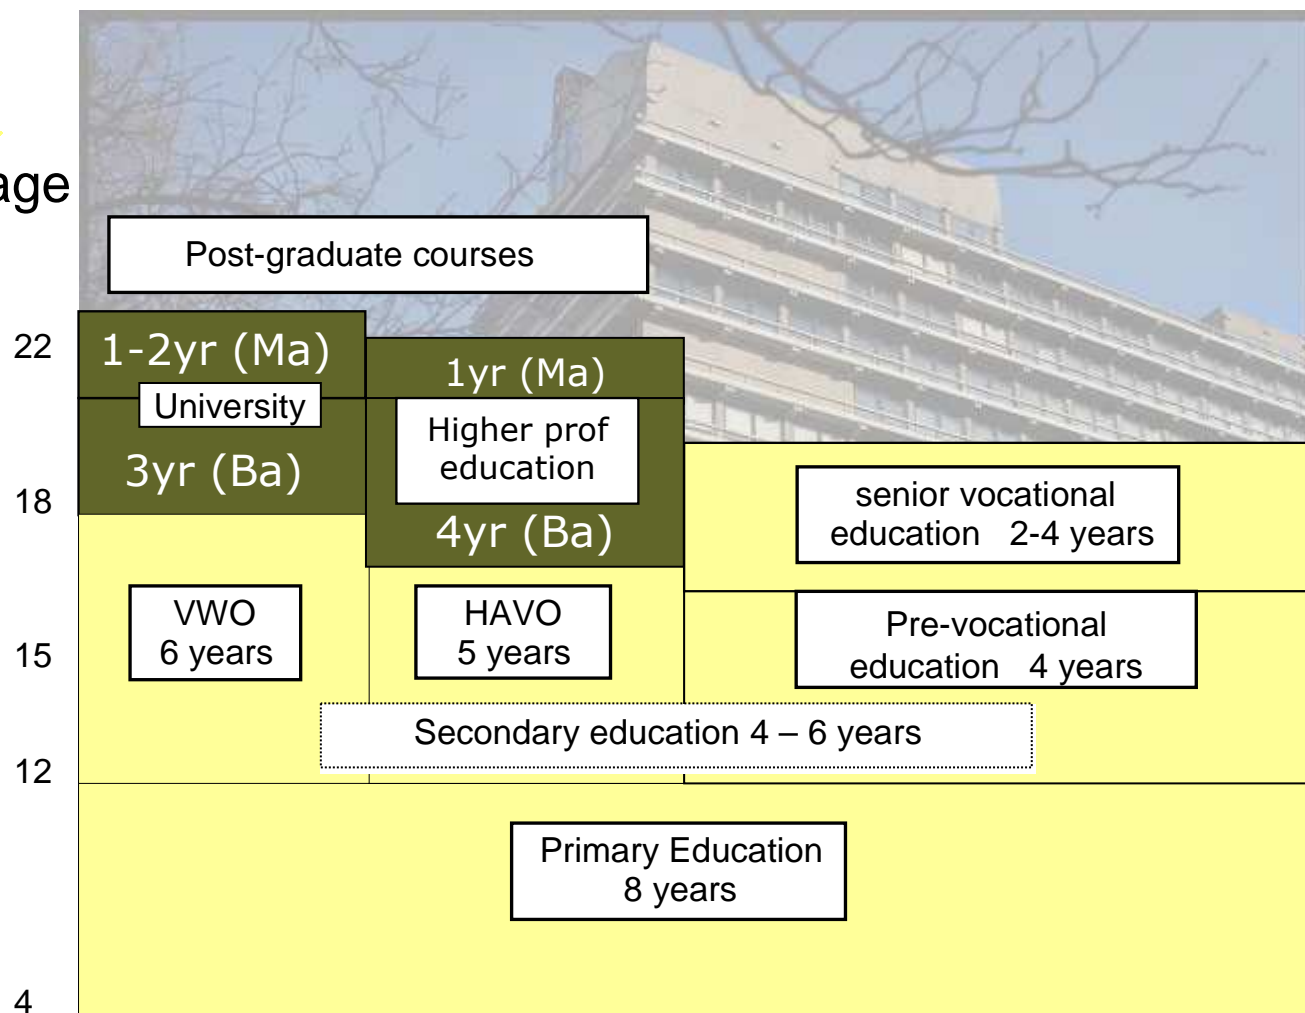 age
Post-graduate courses
22
1-2yr (Ma)
1yr (Ma)
University
Higher prof
education
3yr (Ba)
18
4yr (Ba)
senior vocational
education 2-4 years
VWO
6 years
HAVO
5 years
Pre-vocational
education 4 years
15
Secondary education 4 – 6 years
12
Primary Education
8 years
4